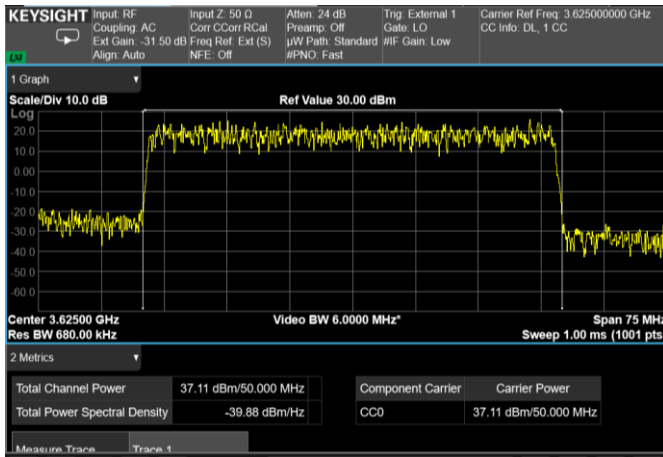 KEYSIGHT Input: RF Input Z: 50 Ω Atten: 24 dB Trig: External 1 Carrier Ref Freq: 3.625000000 GHz
Coupling: AC Corr CCorr RCal Preamp: Off Gate: LO CC Info: DL, 1 CC
Ext Gain: -31.50 dB Freq Ref: Ext (S) µW Path: Standard #IF Gain: Low
LXI Align: Auto NFE: Off #PNO: Fast
1 Graph
Scale/Div 10.0 dB Ref Value 30.00 dBm
Log
20.0
10.0
0.00
-10.0
-20.0
-30.0
-40.0
-50.0
-60.0
Center 3.62500 GHz Video BW 6.0000 MHz* Span 75 MHz
Res BW 680.00 kHz Sweep 1.00 ms (1001 pts
2 Metrics
Total Channel Power 37.11 dBm/50.000 MHz Component Carrier Carrier Power
Total Power Spectral Density -39.88 dBm/Hz CC0 37.11 dBm/50.000 MHz
Measure Trace Trace 1